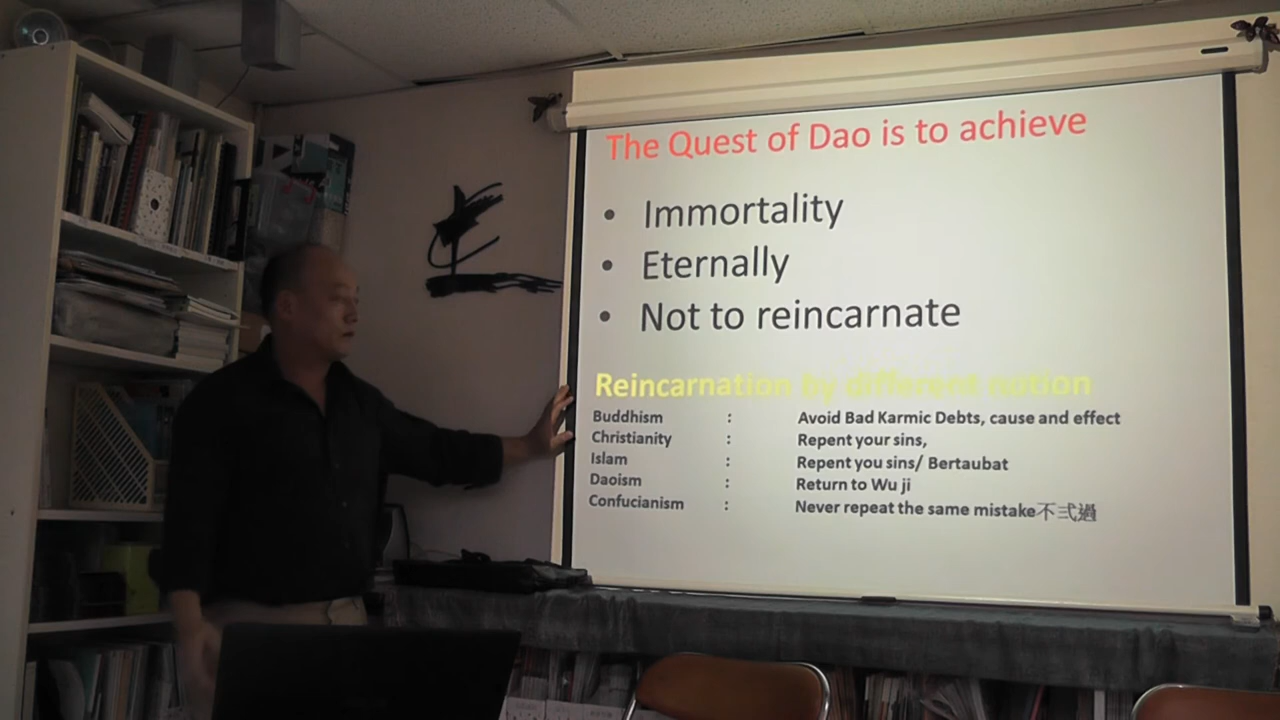 The Quest of Dao is to achieve
• Immortality
• Eternally
• Not to reincarnate
Reincarnation by different notion
Buddhism : Avoid Bad Karmic Debts, cause and effect
Christianity : Repent your sins,
Islam : Repent you sins/ Bertaubat
Daoism : Return to Wu ji
Confucianism : Never repeat the same mistake不弍過